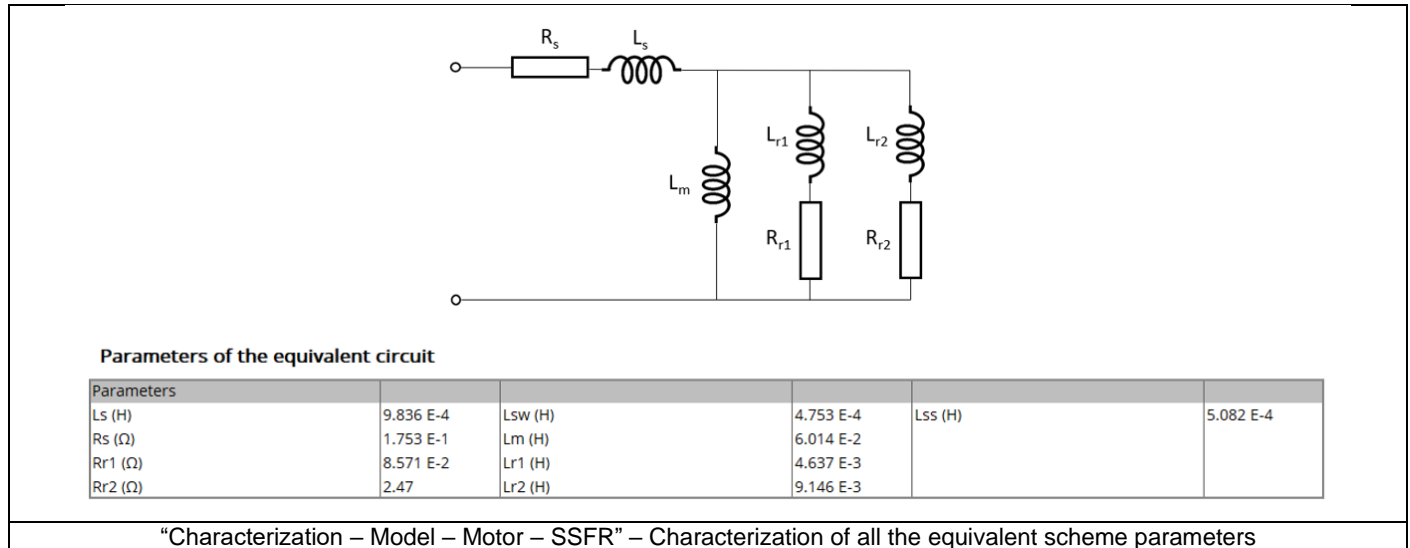 Rs Ls
Lr1 Lr2
Lm
Rr1 Rr2
Parameters of the equivalent circuit
Parameters
Ls (H) 9.836 E-4 Lsw (H) 4.753 E-4 Lss (H) 5.082 E-4
Rs (Ω) 1.753 E-1 Lm (H) 6.014 E-2
Rr1 (Ω) 8.571 E-2 Lr1 (H) 4.637 E-3
Rr2 (Ω) 2.47 Lr2 (H) 9.146 E-3
“Characterization – Model – Motor – SSFR” – Characterization of all the equivalent scheme parameters